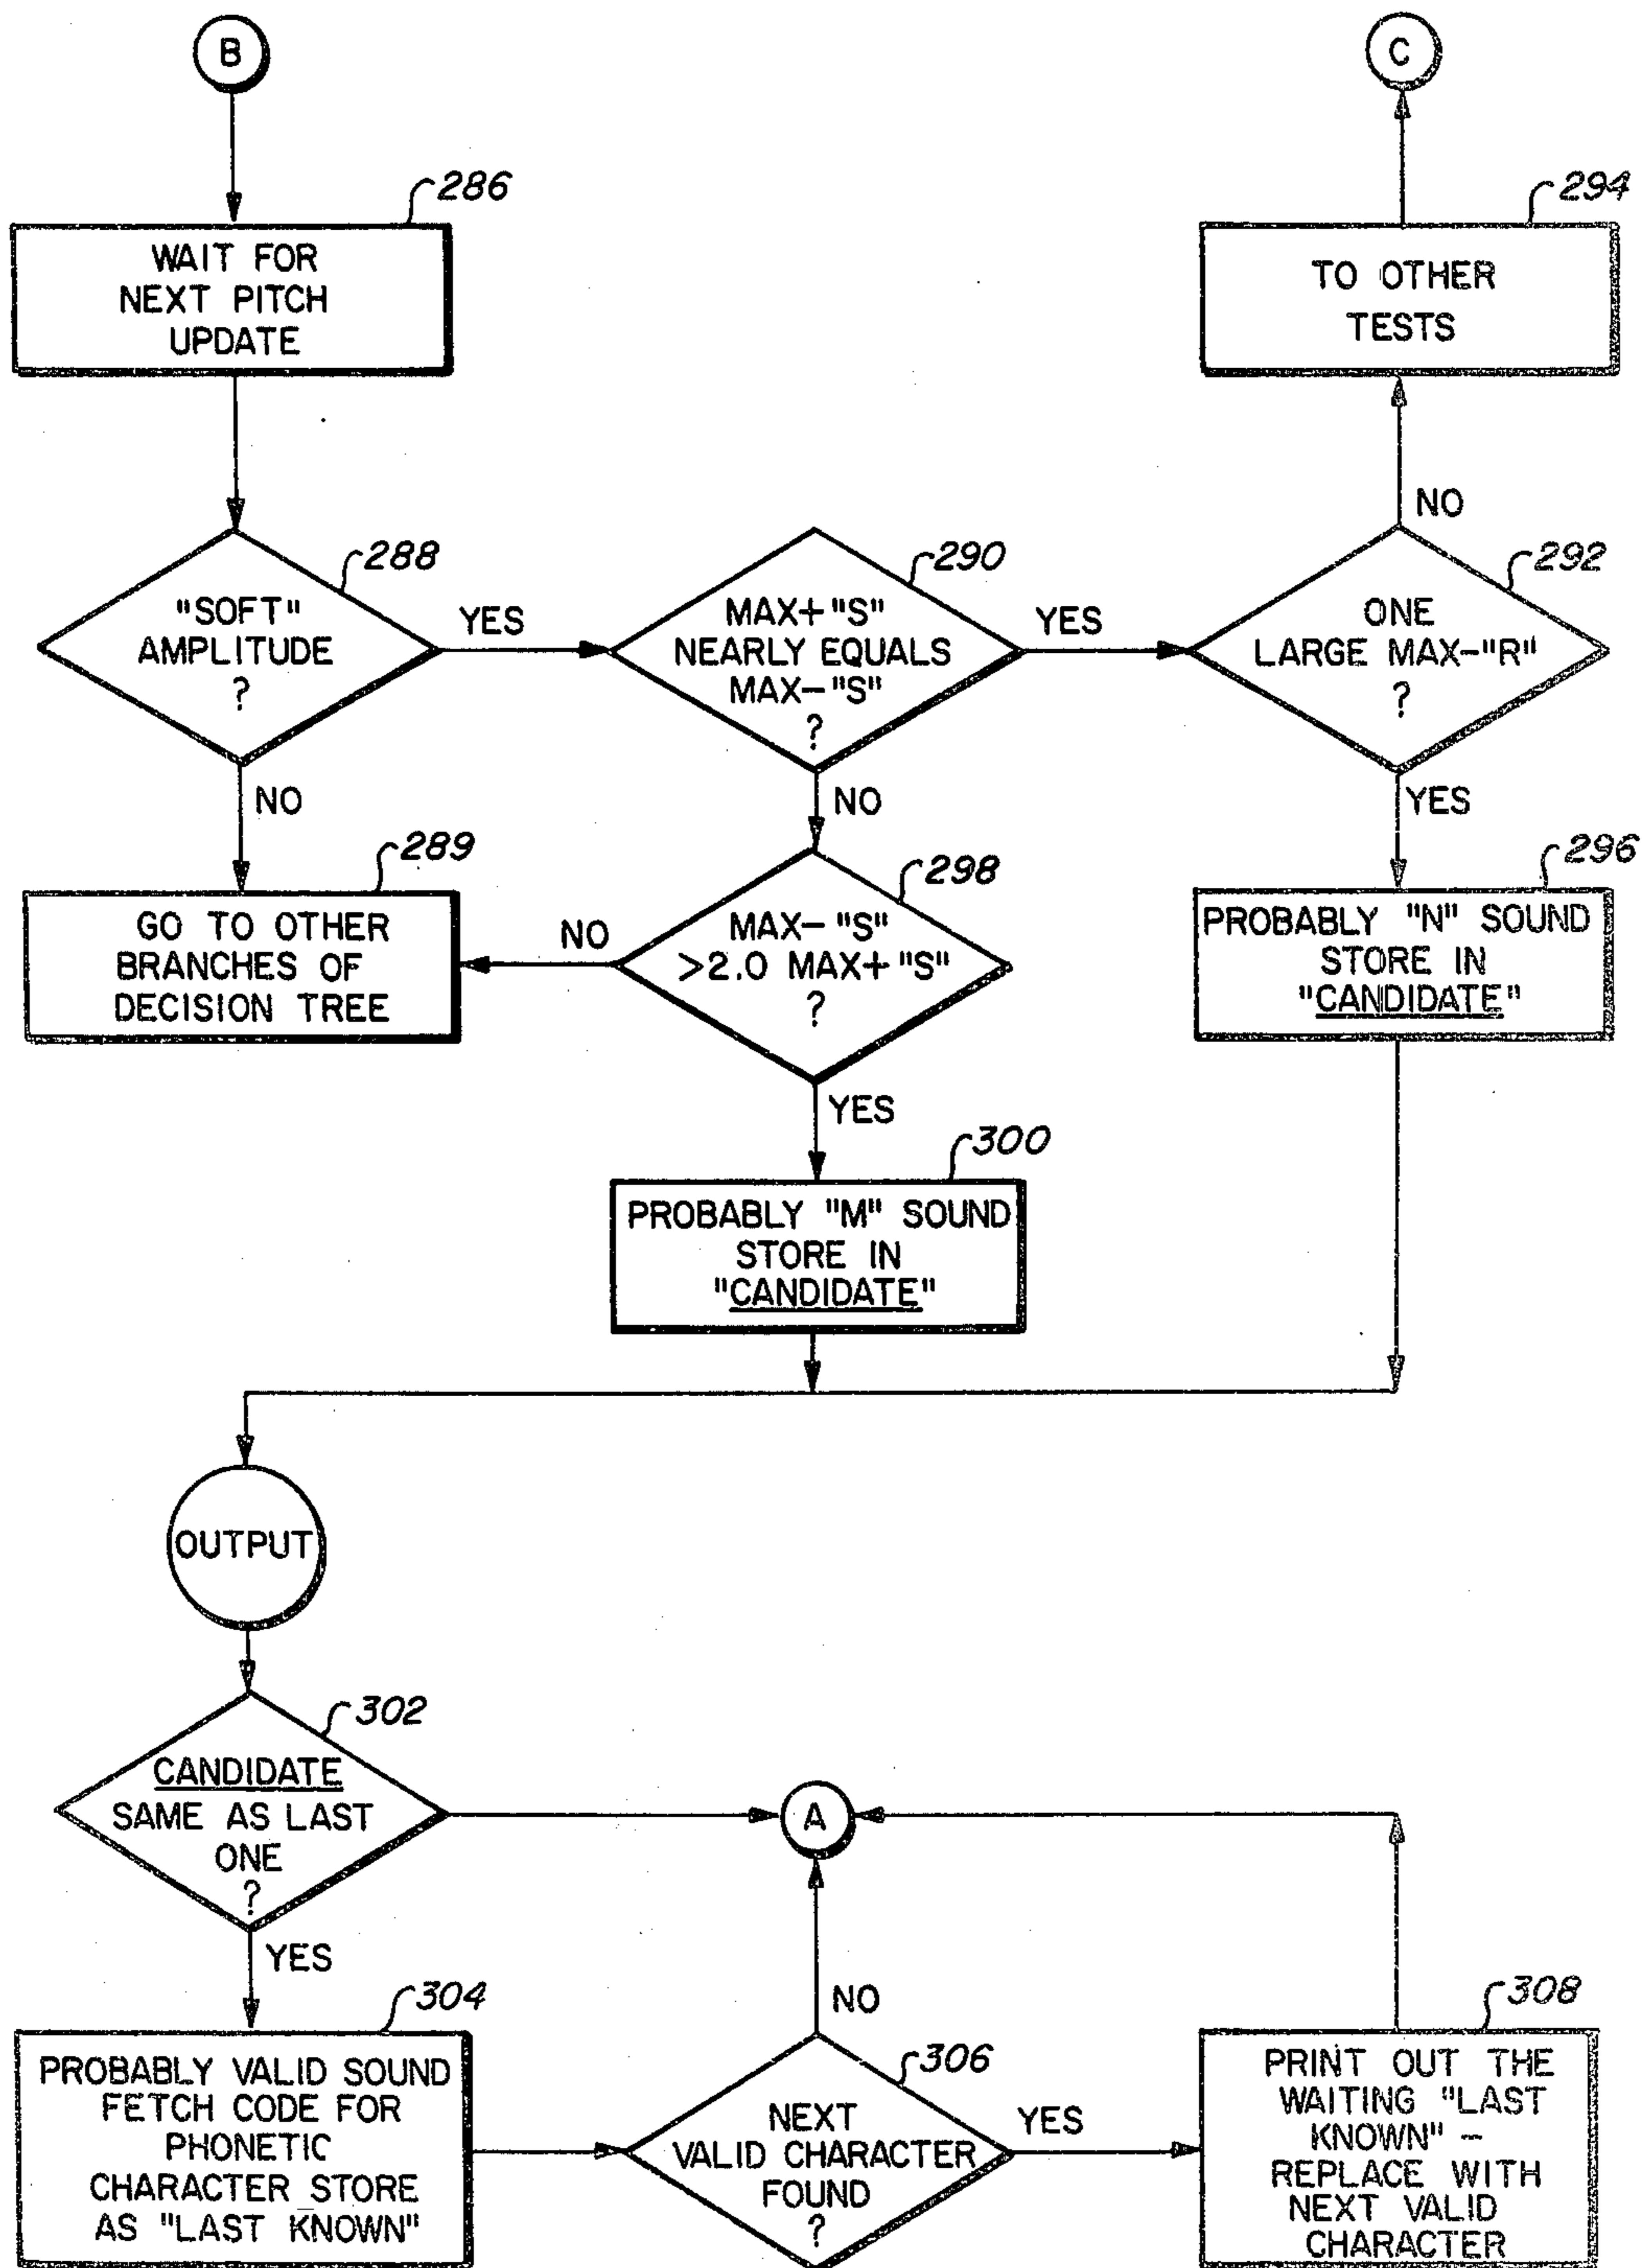 B
C
286
WAIT FOR
NEXT PITCH
UPDATE
294
TO OTHER
TESTS
NO
288
"SOFT"
AMPLITUDE
?
YES
290
MAX+"S"
NEARLY EQUALS
MAX-"S"
?
YES
292
ONE
LARGE MAX-"R"
?
NO
NO
YES
289
GO TO OTHER
BRANCHES OF
DECISION TREE
NO
298
MAX-"S"
>2.0 MAX+"S"
?
296
PROBABLY "N" SOUND
STORE IN
"CANDIDATE"
YES
300
PROBABLY "M" SOUND
STORE IN
"CANDIDATE"
OUTPUT
302
CANDIDATE
SAME AS LAST
ONE
?
A
YES
NO
304
PROBABLY VALID SOUND
FETCH CODE FOR
PHONETIC
CHARACTER STORE
AS "LAST KNOWN"
306
NEXT
VALID CHARACTER
FOUND
?
YES
308
PRINT OUT THE
WAITING "LAST
KNOWN" -
REPLACE WITH
NEXT VALID
CHARACTER